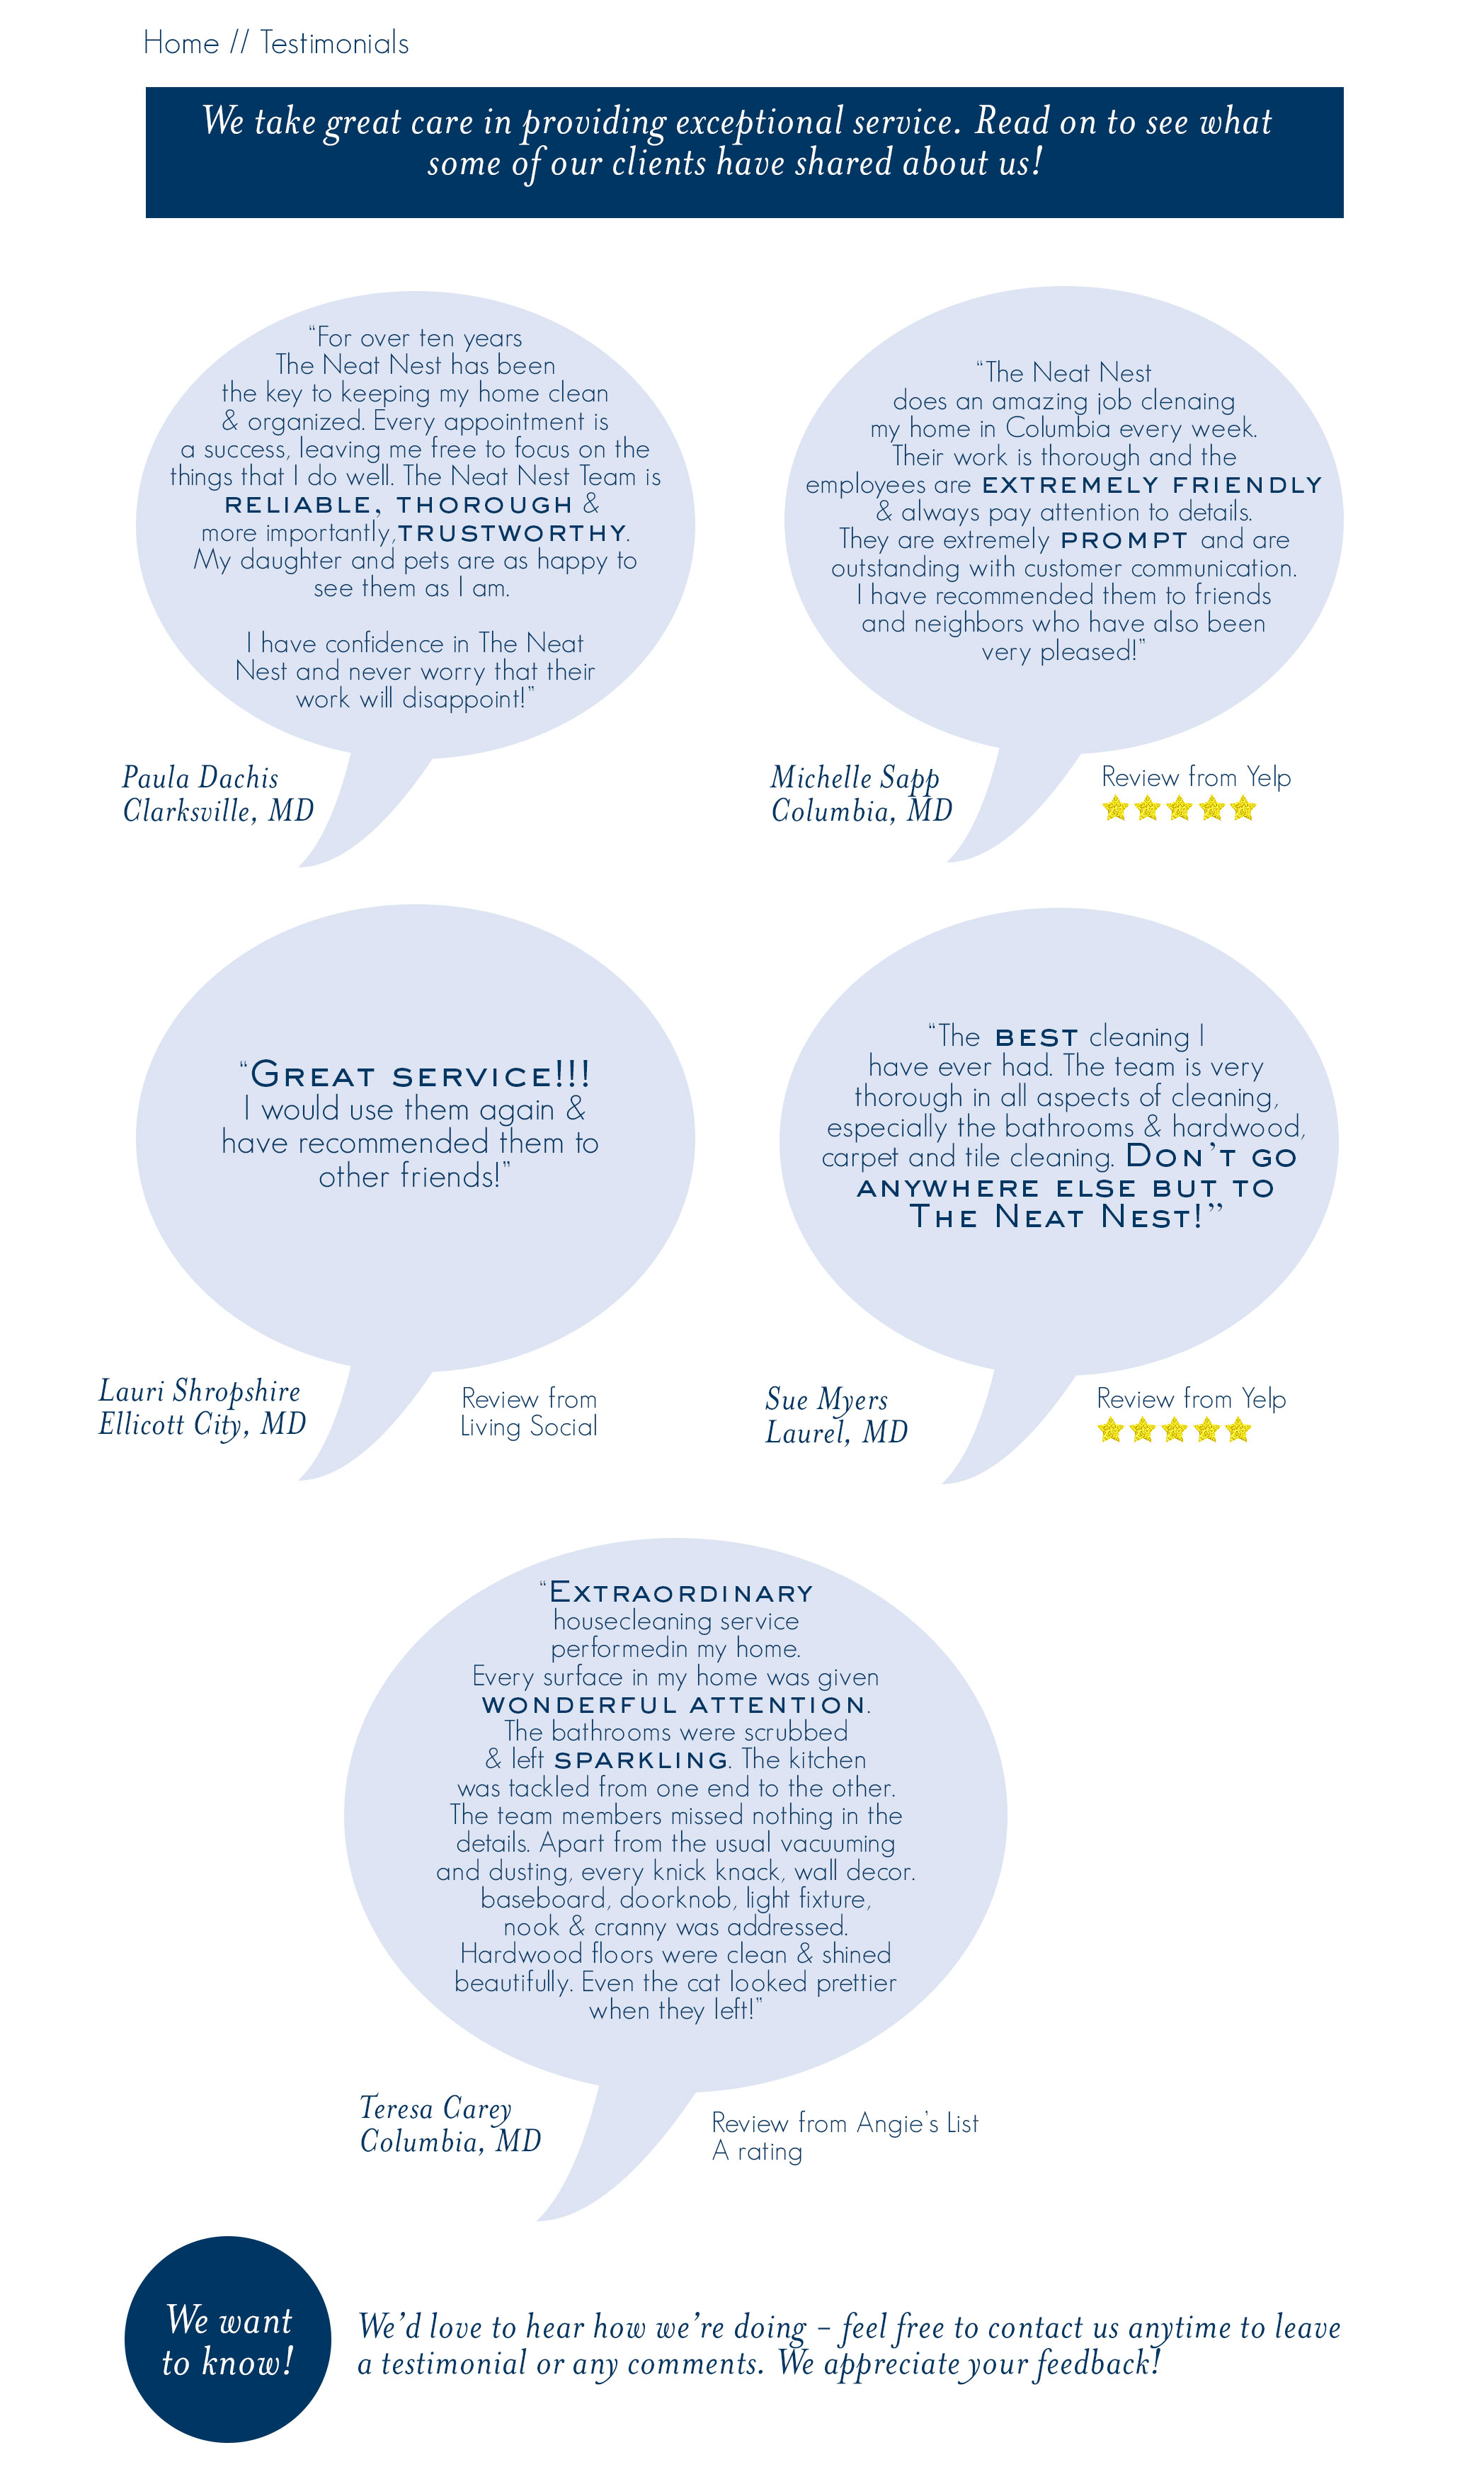 Home // Testimonials
We take great care in providing exceptional service. Read on to see what
some of our clients have shared about us!
“For over ten years
The Neat Nest has been
the key to keeping my home clean
& organized. Every appointment is
a success, leaving me free to focus on the
things that I do well. The Neat Nest Team is
RELIABLE, THOROUGH &
more importantly,TRUSTWORTHY.
My daughter and pets are as happy to
see them as I am.
I have confidence in The Neat
Nest and never worry that their
work will disappoint!”
Paula Dachis
Clarksville, MD
“The Neat Nest
does an amazing job clenaing
my home in Columbia every week.
Their work is thorough and the
employees are EXTREMELY FRIENDLY
& always pay attention to details.
They are extremely PROMPT and are
outstanding with customer communication.
I have recommended them to friends
and neighbors who have also been
very pleased!”
Michelle Sapp
Columbia, MD
Review from Yelp
“GREAT SERVICE!!!
I would use them again &
have recommended them to
other friends!”
Lauri Shropshire
Ellicott City, MD
Review from
Living Social
“The BEST cleaning I
have ever had. The team is very
thorough in all aspects of cleaning,
especially the bathrooms & hardwood,
carpet and tile cleaning. DON’T GO
ANYWHERE ELSE BUT TO
THE NEAT NEST!”
Sue Myers
Laurel, MD
Review from Yelp
“EXTRAORDINARY
housecleaning service
performedin my home.
Every surface in my home was given
WONDERFUL ATTENTION.
The bathrooms were scrubbed
& left SPARKLING. The kitchen
was tackled from one end to the other.
The team members missed nothing in the
details. Apart from the usual vacuuming
and dusting, every knick knack, wall decor.
baseboard, doorknob, light fixture,
nook & cranny was addressed.
Hardwood floors were clean & shined
beautifully. Even the cat looked prettier
when they left!”
Teresa Carey
Columbia, MD
Review from Angie’s List
A rating
We want
to know!
We’d love to hear how we’re doing – feel free to contact us anytime to leave
a testimonial or any comments. We appreciate your feedback!